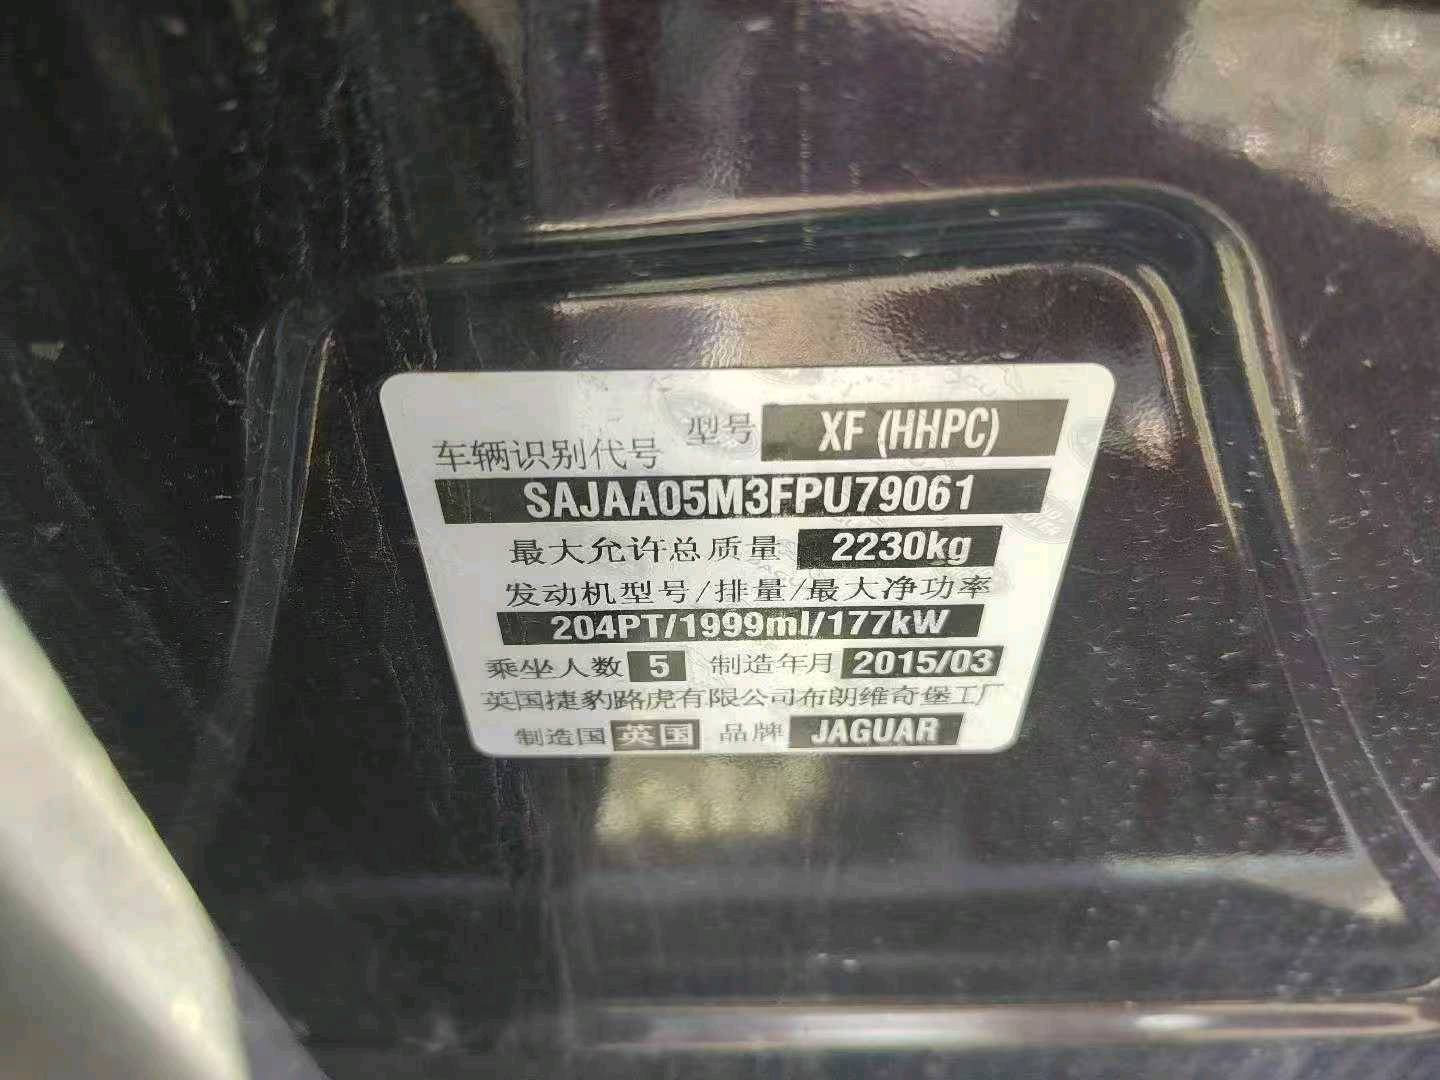 型号 XF (HHPC)
车辆识别代号
SAJAA05M3FPU79061
最大允许总质量 2230kg
发动机型号/排量/最大净功率
204PT/1999ml/177kW
乘坐人数 5 制造年月 2015/03
英国捷豹路虎有限公司布朗维奇堡工厂
制造国 英国 品牌 JAGUAR